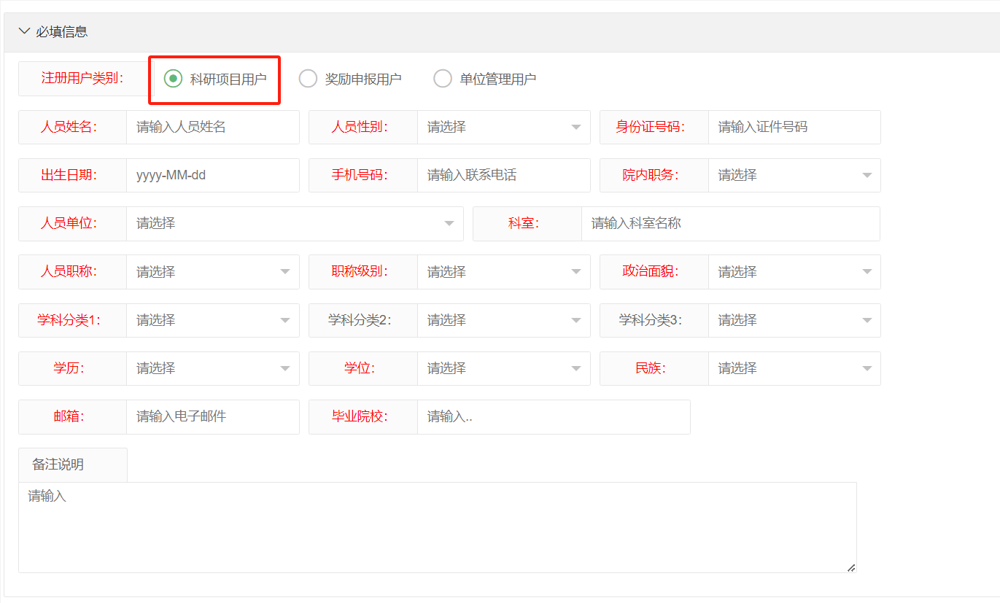 必填信息
注册用户类别： 科研项目用户 奖励申报用户 单位管理用户
人员姓名： 请输入人员姓名 人员性别： 请选择 身份证号码： 请输入证件号码
出生日期： yyyy-MM-dd 手机号码： 请输入联系电话 院内职务： 请选择
人员单位： 请选择 科室： 请输入科室名称
人员职称： 请选择 职称级别： 请选择 政治面貌： 请选择
学科分类1： 请选择 学科分类2： 请选择 学科分类3： 请选择
学历： 请选择 学位： 请选择 民族： 请选择
邮箱： 请输入电子邮件 毕业院校： 请输入..
备注说明
请输入